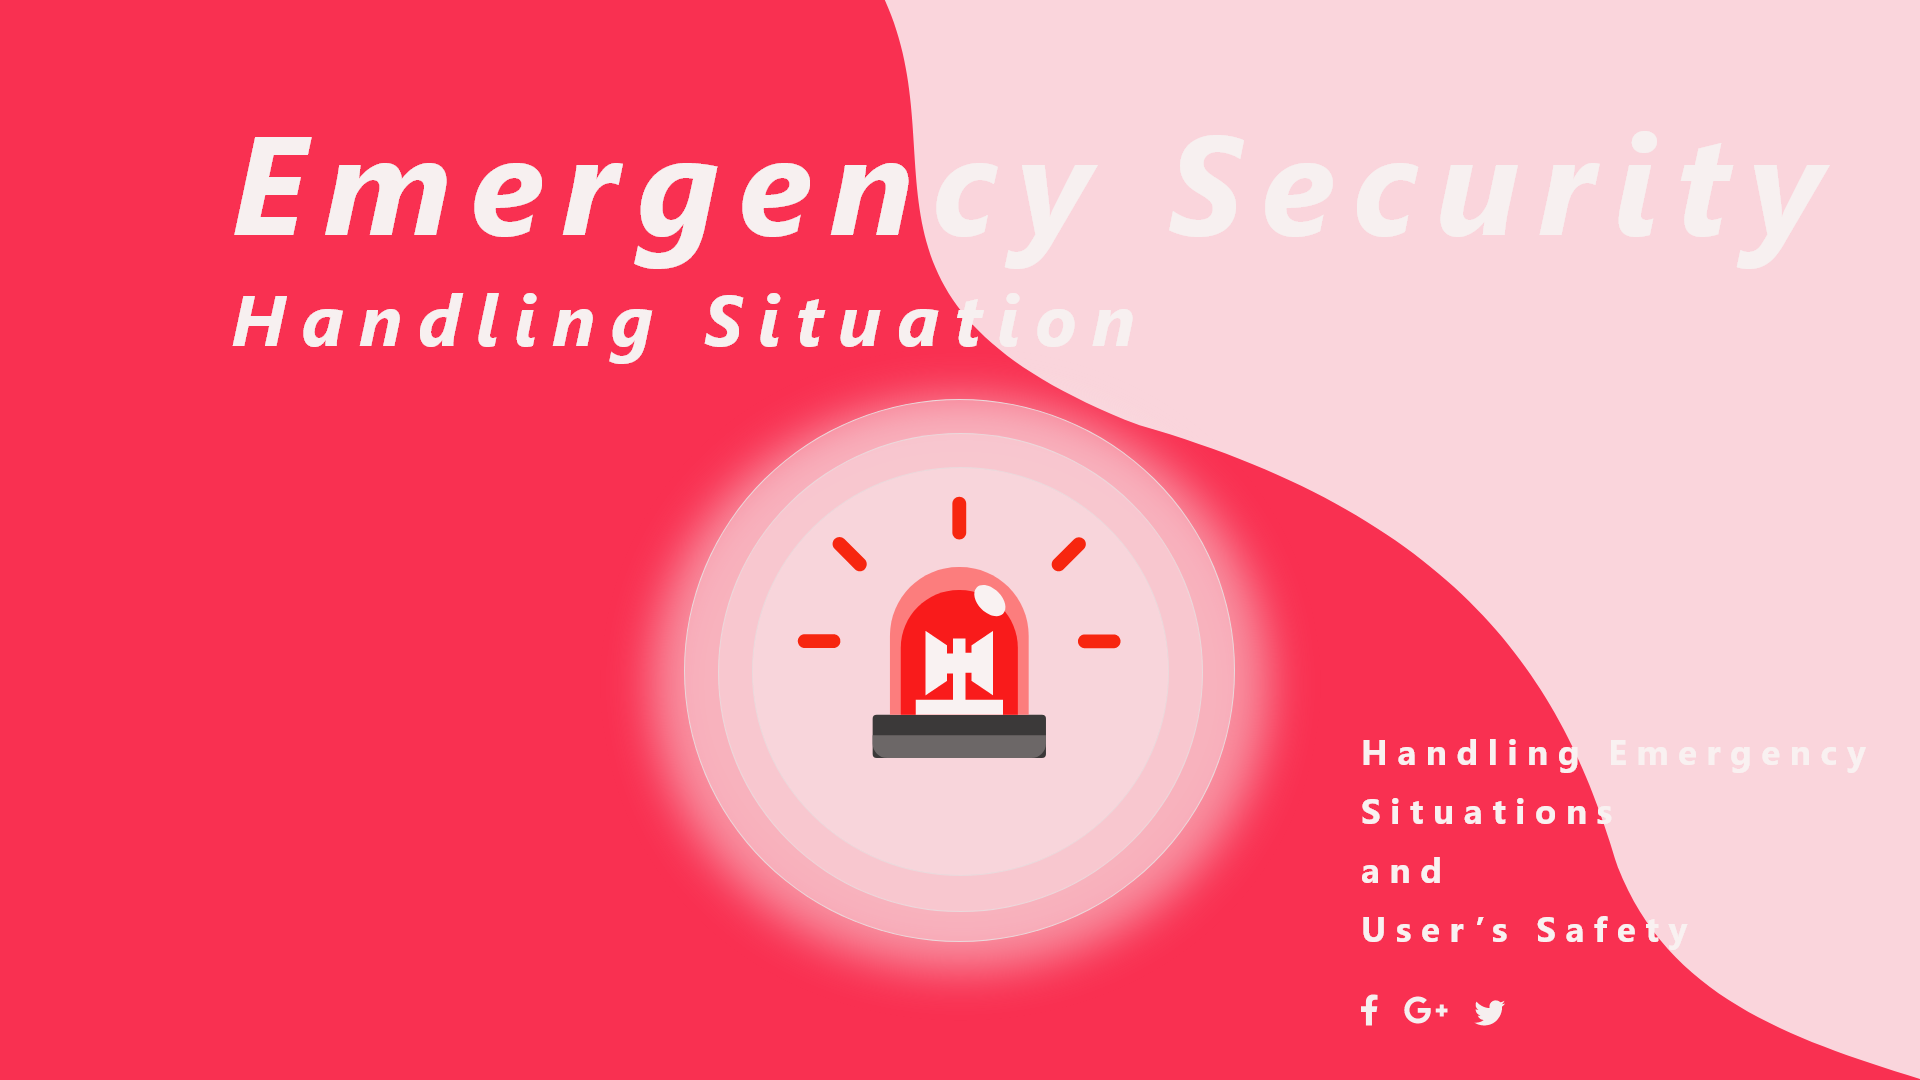 Emergency Security
Handling Situation
Handling Emergency
Situations
and
User’s Safety